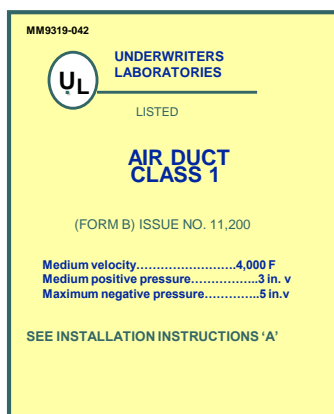 MM9319-042
UL
UNDERWRITERS
LABORATORIES
LISTED
AIR DUCT
CLASS 1
(FORM B) ISSUE NO. 11,200
Medium velocity……………………..4,000 F
Medium positive pressure……………..3 in. v
Maximum negative pressure…………..5 in.v
SEE INSTALLATION INSTRUCTIONS ‘A’